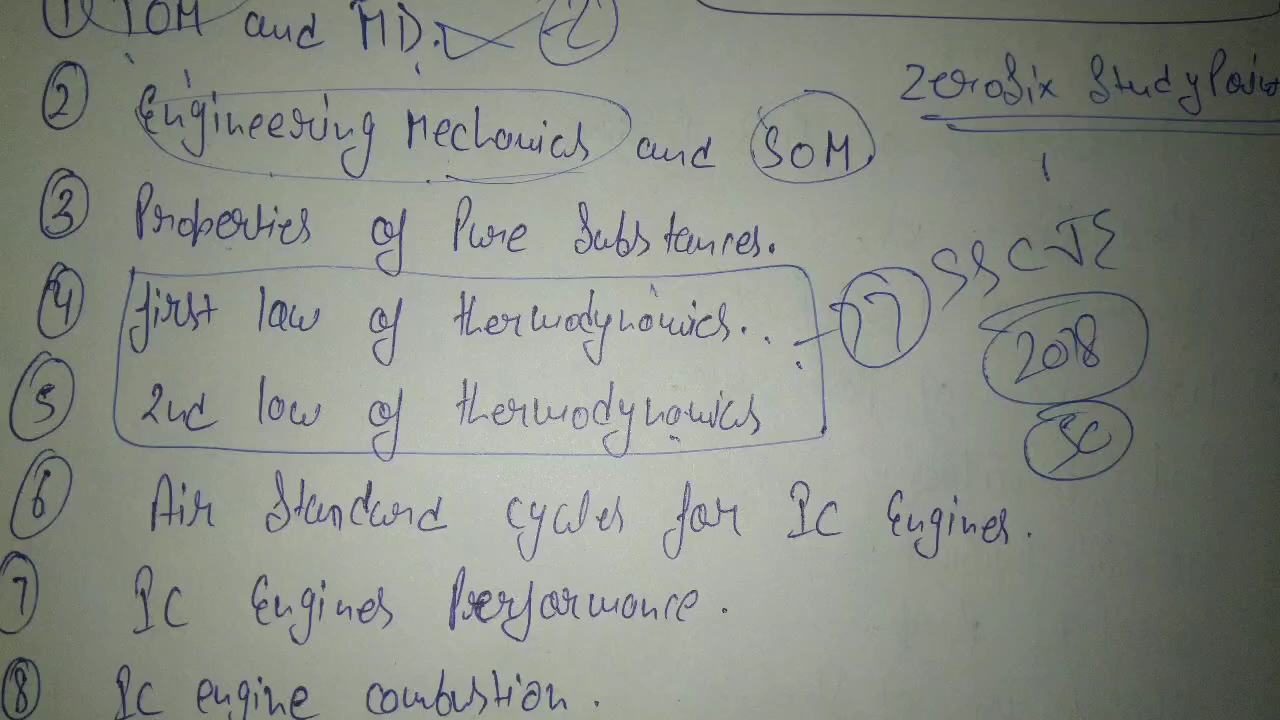 ① TOM and MD.
② Engineering Mechanics and SOM
ZeroSix StudyPoint
③ Properties of Pure Substances.
④ first law of thermodynamics.
SSC JE
2018
⑤ 2nd law of thermodynamics
⑥ Air Standard cycles for IC Engines.
⑦ IC Engines Performance.
⑧ IC engine combustion.